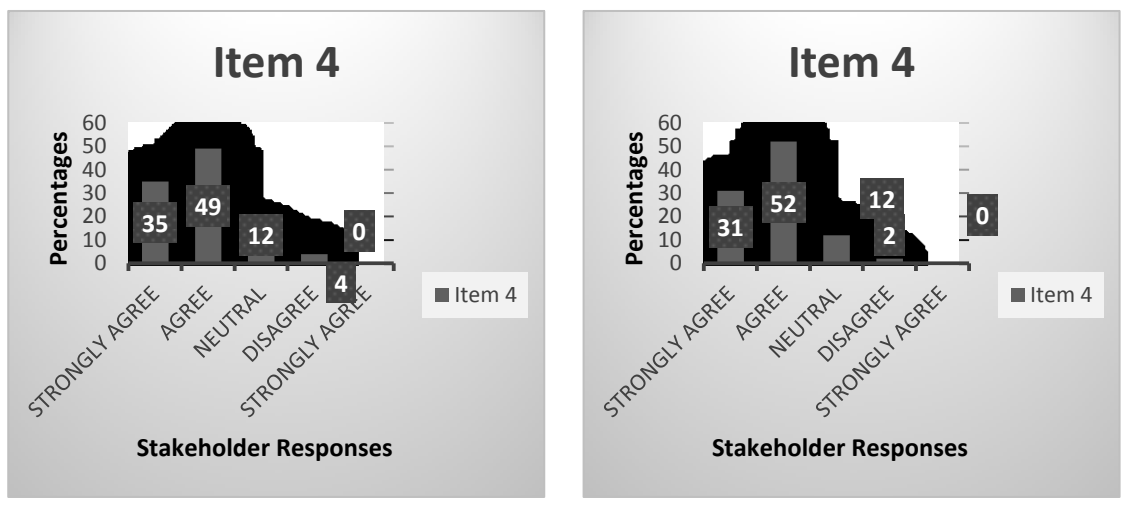 Item 4
Percentages
60
50
40
30
20
10
0
35
49
12
4
0
STRONGLY AGREE
AGREE
NEUTRAL
DISAGREE
STRONGLY AGREE
Item 4
Stakeholder Responses
Item 4
Percentages
60
50
40
30
20
10
0
31
52
12
2
0
STRONGLY AGREE
AGREE
NEUTRAL
DISAGREE
STRONGLY AGREE
Item 4
Stakeholder Responses